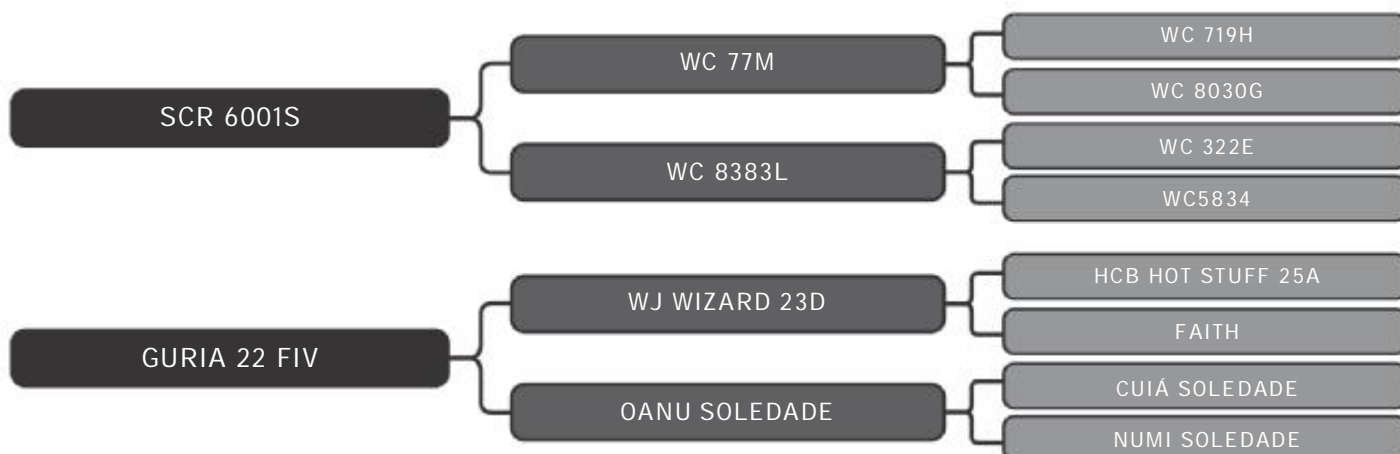 SCR 6001S
WC 77M
WC 719H
WC 8030G
WC 8383L
WC 322E
WC5834
GURIA 22 FIV
WJ WIZARD 23D
HCB HOT STUFF 25A
FAITH
OANU SOLEDADE
CUIÁ SOLEDADE
NUMI SOLEDADE